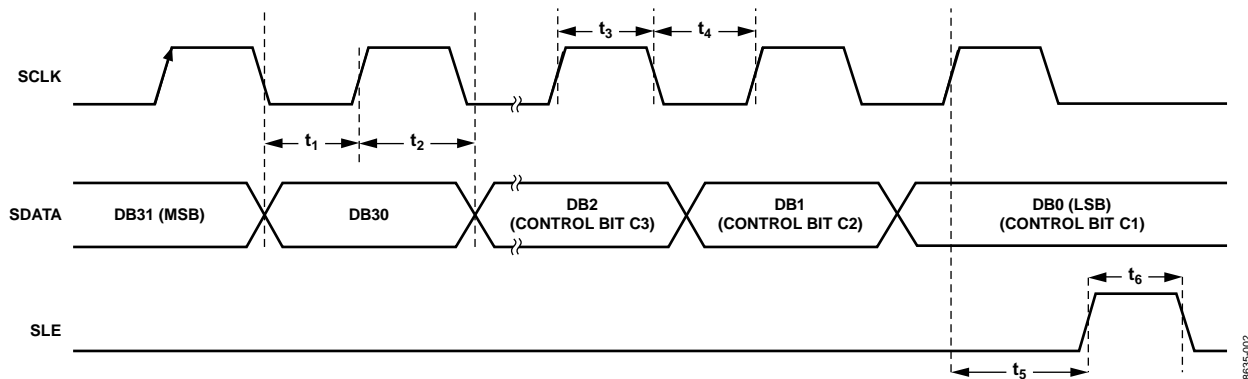 t3
t4
SCLK
t1
t2
SDATA
DB31 (MSB)
DB30
DB2
(CONTROL BIT C3)
DB1
(CONTROL BIT C2)
DB0 (LSB)
(CONTROL BIT C1)
t6
SLE
t5